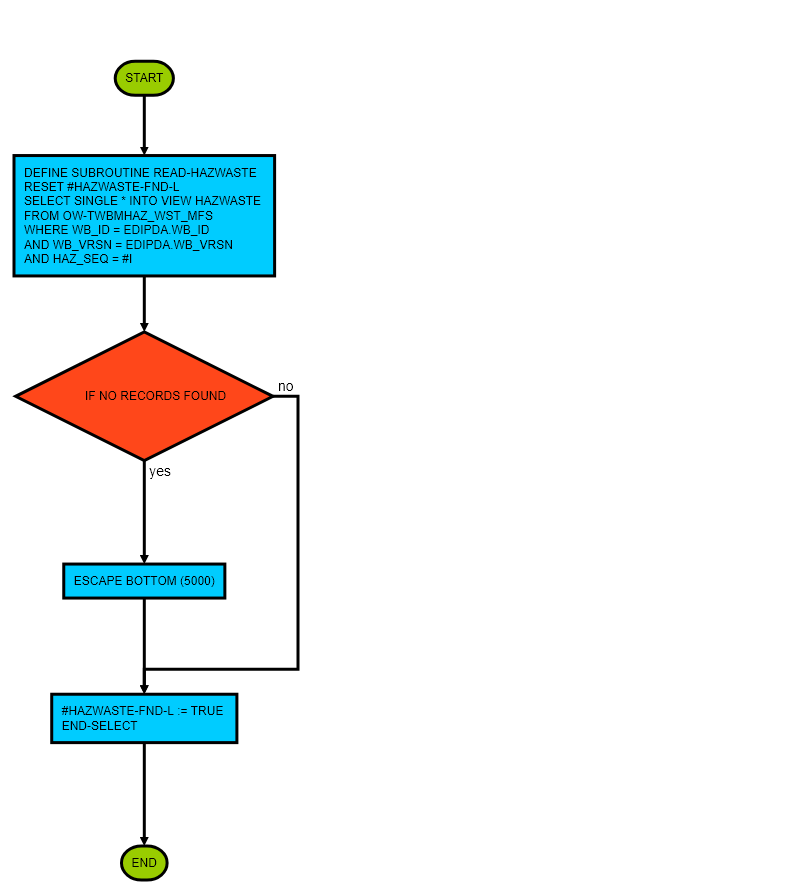 START
DEFINE SUBROUTINE READ-HAZWASTE
RESET #HAZWASTE-FND-L
SELECT SINGLE * INTO VIEW HAZWASTE
FROM OW-TWBMHAZ_WST_MFS
WHERE WB_ID = EDIPDA.WB_ID
AND WB_VRSN = EDIPDA.WB_VRSN
AND HAZ_SEQ = #I
IF NO RECORDS FOUND
no
yes
ESCAPE BOTTOM (5000)
#HAZWASTE-FND-L := TRUE
END-SELECT
END